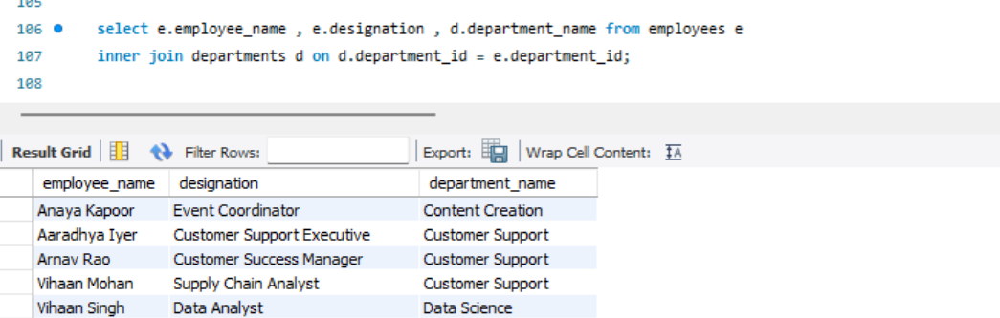 105
106 select e.employee_name , e.designation , d.department_name from employees e
107 inner join departments d on d.department_id = e.department_id;
108
Result Grid Filter Rows: Export: Wrap Cell Content: IA
employee_name designation department_name
Anaya Kapoor Event Coordinator Content Creation
Aaradhya Iyer Customer Support Executive Customer Support
Arnav Rao Customer Success Manager Customer Support
Vihaan Mohan Supply Chain Analyst Customer Support
Vihaan Singh Data Analyst Data Science